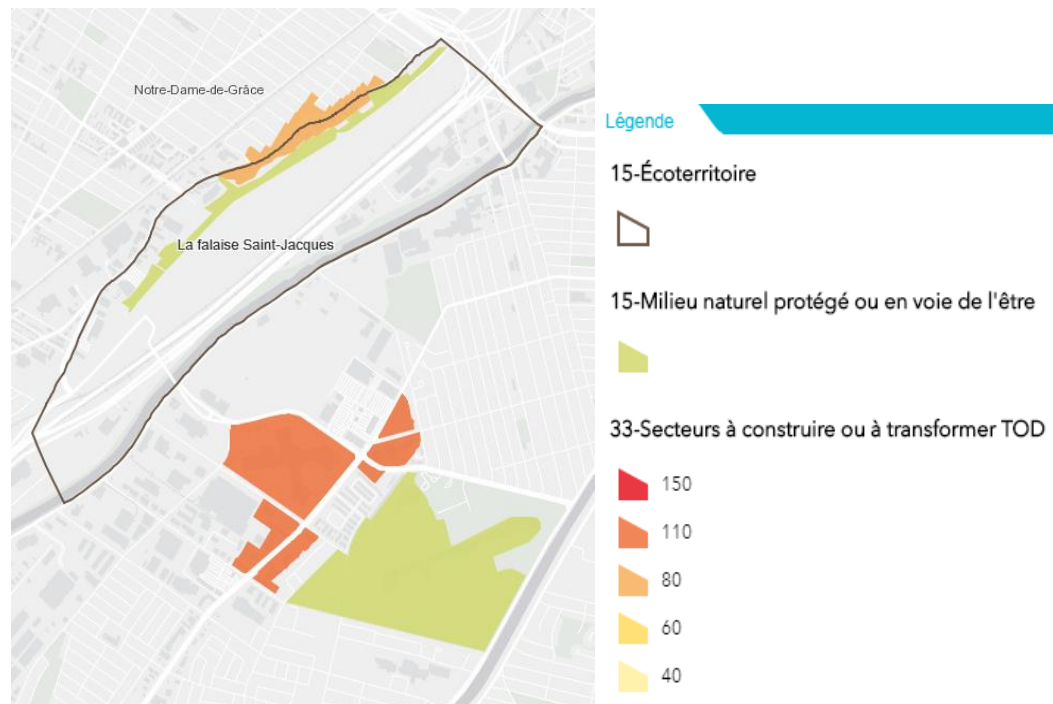 Notre-Dame-de-Grâce
La falaise Saint-Jacques
Légende
15-Écoterritoire
15-Milieu naturel protégé ou en voie de l'être
33-Secteurs à construire ou à transformer TOD
150
110
80
60
40